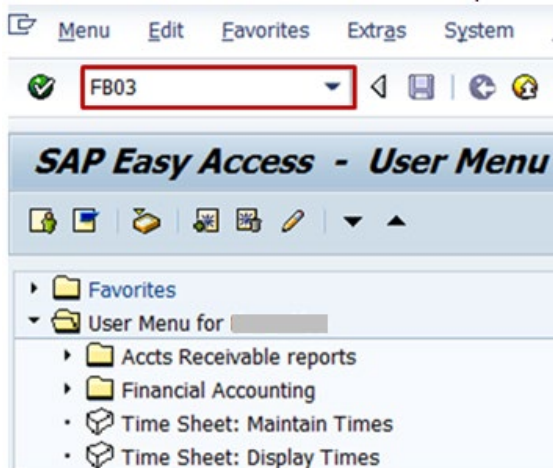 Menu Edit Favorites Extras System
FB03
SAP Easy Access - User Menu
Favorites
User Menu for
Accts Receivable reports
Financial Accounting
Time Sheet: Maintain Times
Time Sheet: Display Times